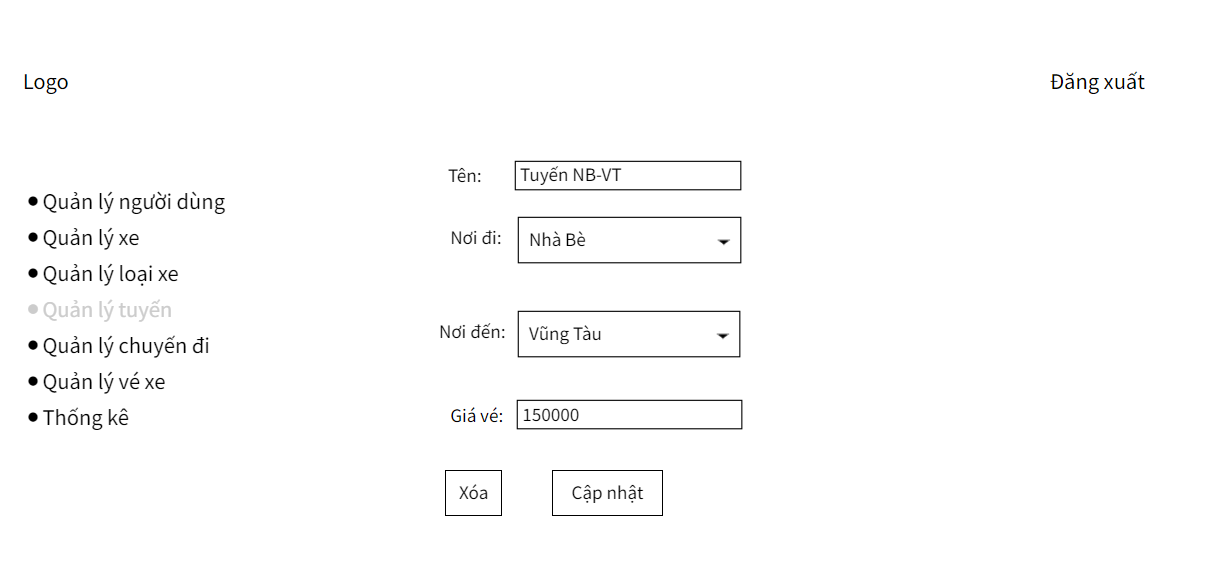 Logo
Đăng xuất
Quản lý người dùng
Quản lý xe
Quản lý loại xe
Quản lý tuyến
Quản lý chuyến đi
Quản lý vé xe
Thống kê
Tên: Tuyến NB-VT
Nơi đi: Nhà Bè
Nơi đến: Vũng Tàu
Giá vé: 150000
Xóa
Cập nhật